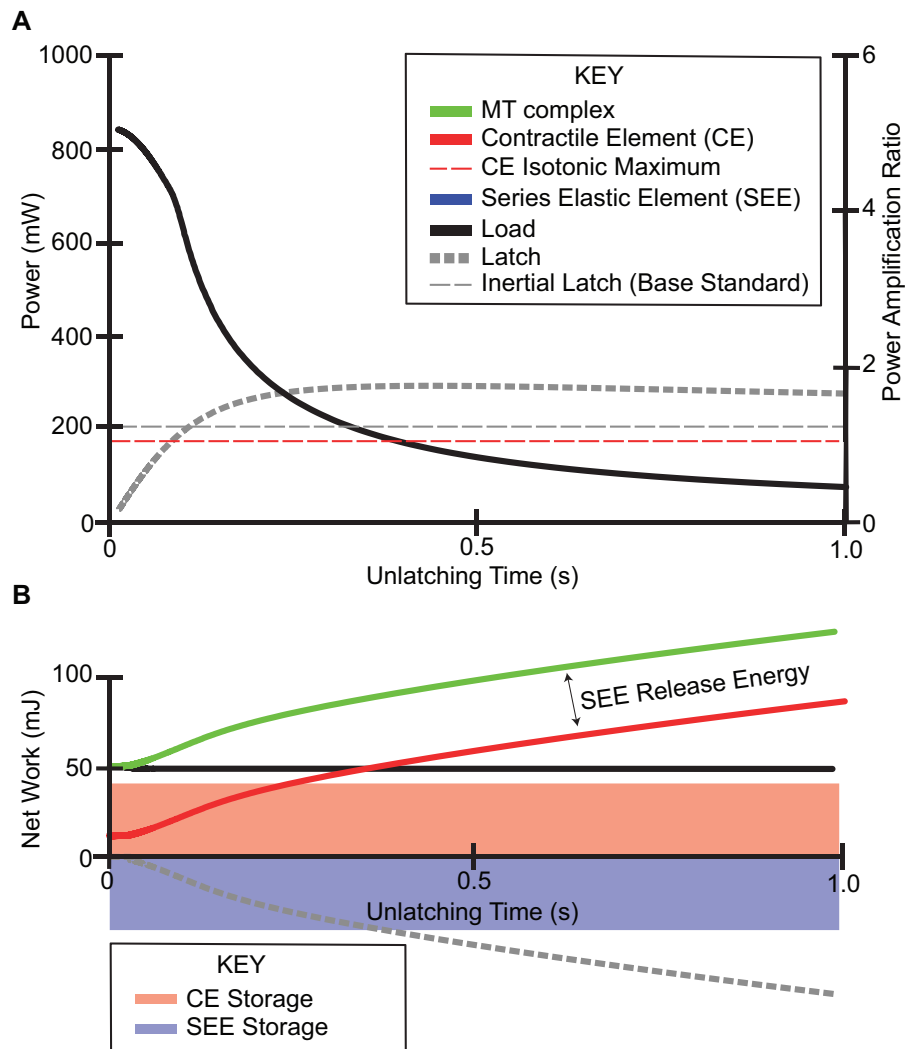 A
1000
800
600
400
200
0
Power (mW)
6
4
2
0
Power Amplification Ratio
KEY
MT complex
Contractile Element (CE)
CE Isotonic Maximum
Series Elastic Element (SEE)
Load
Latch
Inertial Latch (Base Standard)
0
0.5
1.0
Unlatching Time (s)
B
100
50
0
Net Work (mJ)
SEE Release Energy
0
0.5
1.0
Unlatching Time (s)
KEY
CE Storage
SEE Storage